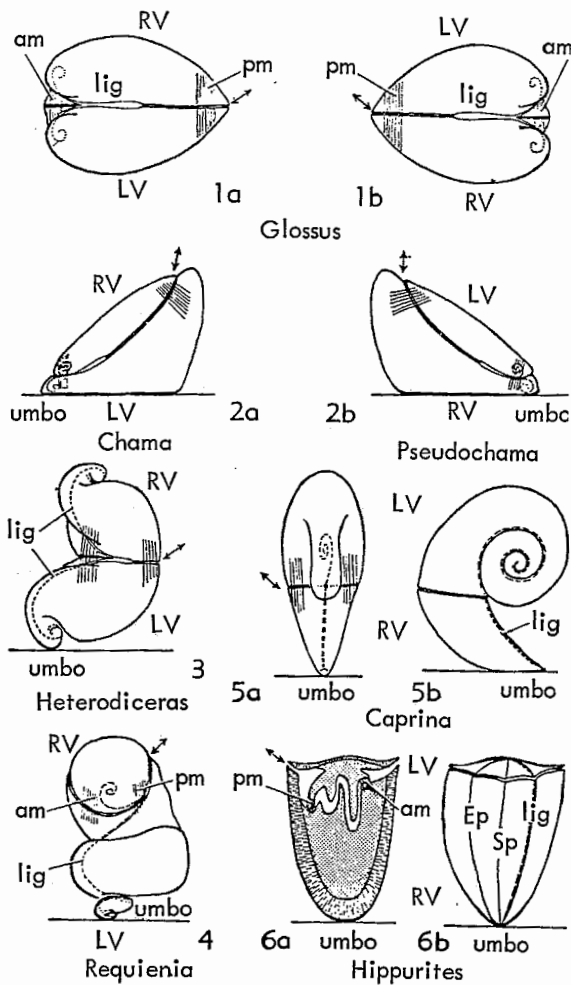 RV
am
lig
pm
LV
1a
LV
am
pm
lig
RV
1b
Glossus
RV
umbo
LV
2a
Chama
LV
2b
RV
umbc
Pseudochama
RV
lig
LV
umbo
3
Heterodiceras
5a
umbo
LV
RV
lig
5b
umbo
Caprina
RV
am
pm
lig
umbo
LV
4
Requienia
pm
am
LV
6a
umbo
Ep
Sp
lig
RV
6b
umbo
Hippurites